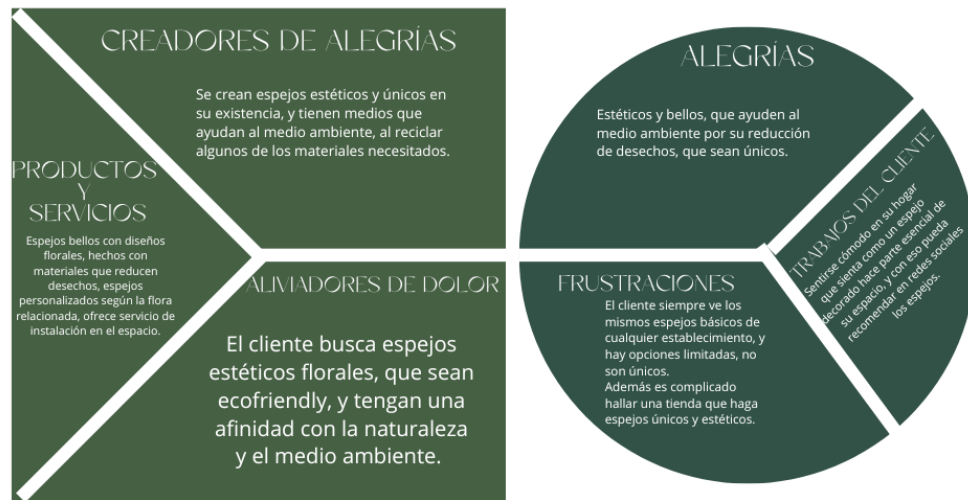 CREADORES DE ALEGRÍAS
Se crean espejos estéticos y únicos en
su existencia, y tienen medios que
ayudan al medio ambiente, al reciclar
algunos de los materiales necesitados.
PRODUCTOS
Y
SERVICIOS
Espejos bellos con diseños
florales, hechos con
materiales que reducen
desechos, espejos
personalizados según la flora
relacionada, ofrece servicio de
instalación en el espacio.
ALIVIADORES DE DOLOR
El cliente busca espejos
estéticos florales, que sean
ecofriendly, y tengan una
afinidad con la naturaleza
y el medio ambiente.
ALEGRÍAS
Estéticos y bellos, que ayuden al
medio ambiente por su reducción
de desechos, que sean únicos.
TRABAJOS DEL CLIENTE
Sentirse cómodo en su hogar
que sienta como un espejo
decorado hace parte esencial de
su espacio, y con eso pueda
recomendar en redes sociales
los espejos.
FRUSTRACIONES
El cliente siempre ve los
mismos espejos básicos de
cualquier establecimiento, y
hay opciones limitadas, no
son únicos.
Además es complicado
hallar una tienda que haga
espejos únicos y estéticos.